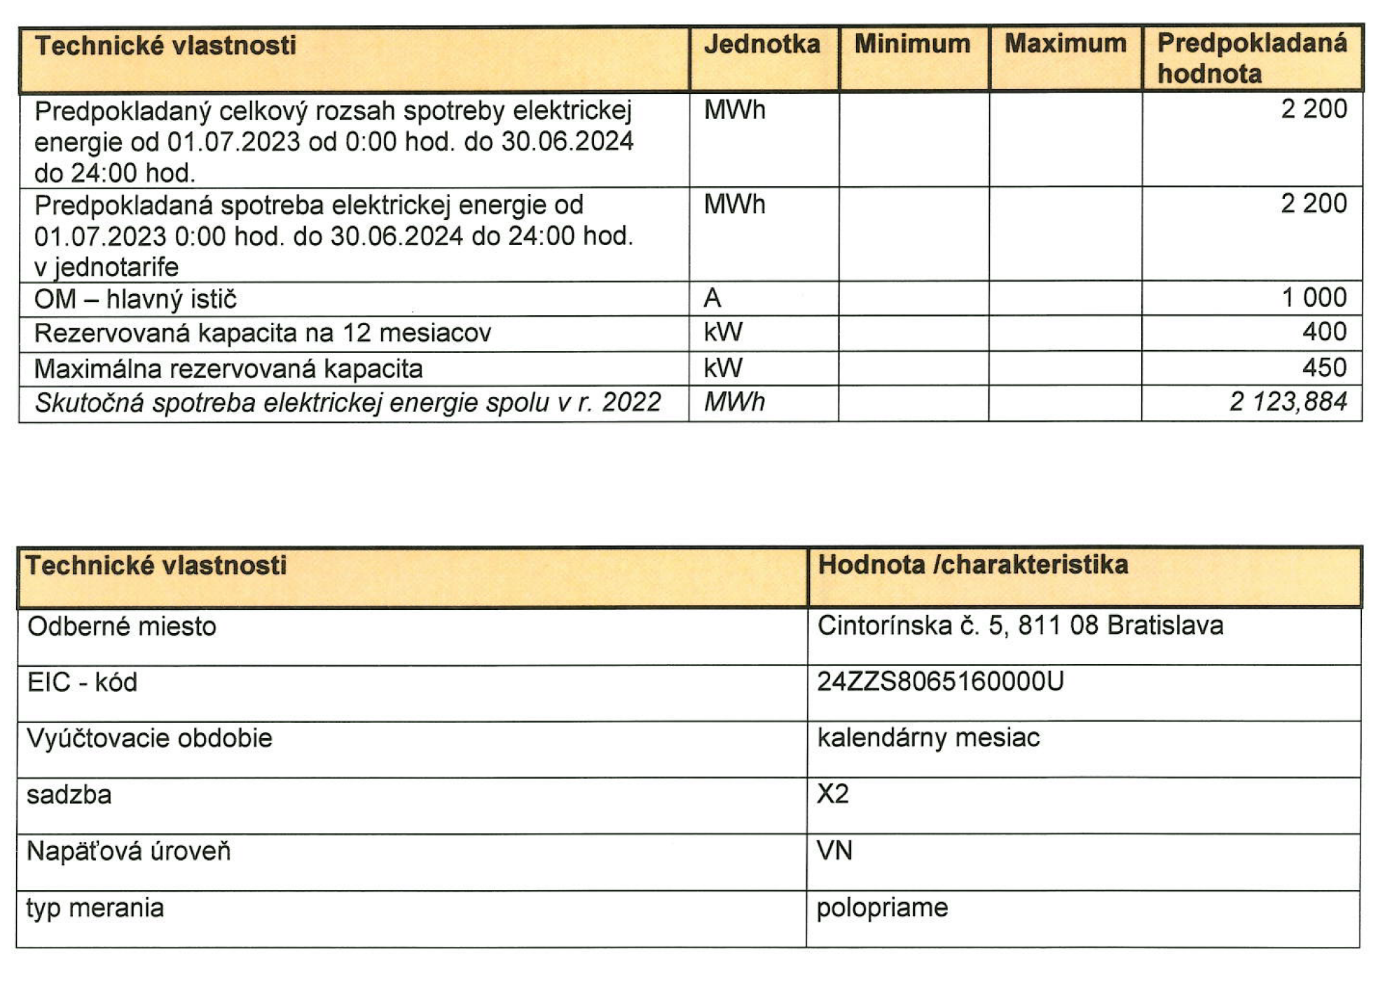 Technické vlastnosti Jednotka Minimum Maximum Predpokladaná
hodnota
Predpokladaný celkový rozsah spotreby elektrickej MWh 2 200
energie od 01.07.2023 od 0:00 hod. do 30.06.2024
do 24:00 hod.
Predpokladaná spotreba elektrickej energie od MWh 2 200
01.07.2023 0:00 hod. do 30.06.2024 do 24:00 hod.
v jednotarife
OM – hlavný istič A 1 000
Rezervovaná kapacita na 12 mesiacov kW 400
Maximálna rezervovaná kapacita kW 450
Skutočná spotreba elektrickej energie spolu v r. 2022 MWh 2 123,884
Technické vlastnosti Hodnota /charakteristika
Odberné miesto Cintorínska č. 5, 811 08 Bratislava
EIC - kód 24ZZS8065160000U
Vyúčtovacie obdobie kalendárny mesiac
sadzba X2
Napäťová úroveň VN
typ merania polopriame